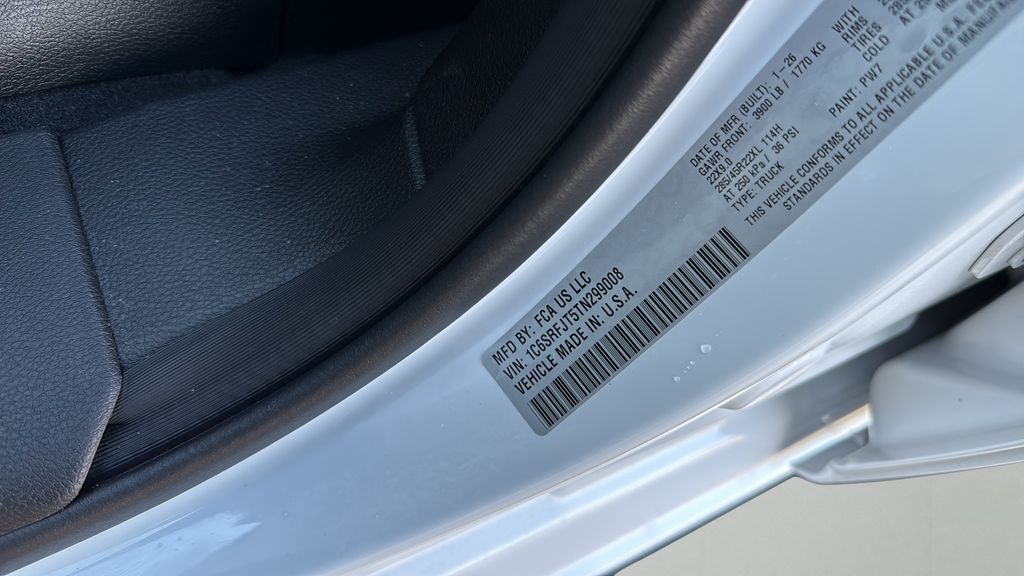 MFD BY: FCA US LLC
DATE OF MFR (BUILT): 1-26
GAWR FRONT: 3900 LB / 1770 KG WITH
22X9.0 RIMS
285/45R22XL 114H TIRES
AT 250 kPa / 36 PSI COLD
AT
VIN: 1C6SRFJT5TN299008
TYPE: TRUCK
PAINT: PW7
VEHICLE MADE IN: U.S.A.
THIS VEHICLE CONFORMS TO ALL APPLICABLE U.S.A.
STANDARDS IN EFFECT ON THE DATE OF